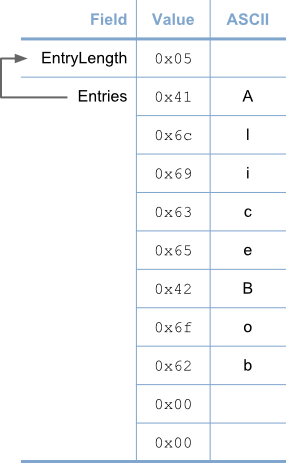 Field Value ASCII
EntryLength 0x05
Entries 0x41 A
0x6c l
0x69 i
0x63 c
0x65 e
0x42 B
0x6f o
0x62 b
0x00
0x00